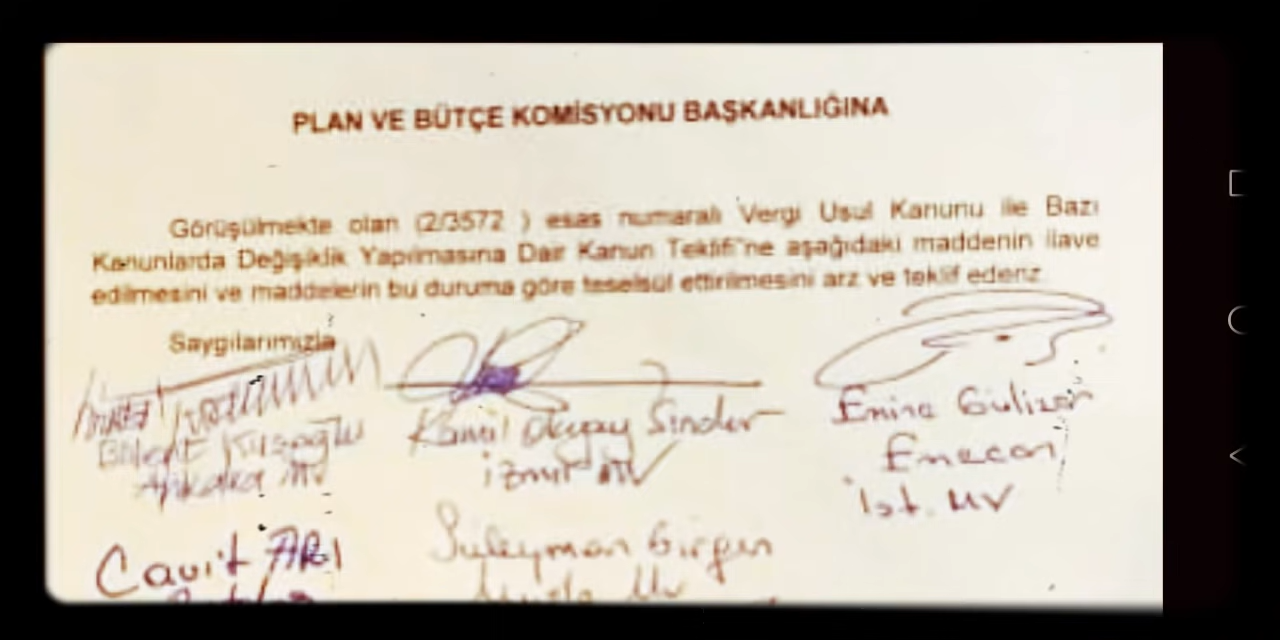 PLAN VE BÜTÇE KOMİSYONU BAŞKANLIĞINA
Görüşülmekte olan (2/3572 ) esas numaralı Vergi Usul Kanunu ile Bazı
Kanunlarda Değişiklik Yapılmasına Dair Kanun Teklifi'ne aşağıdaki maddenin ilave
edilmesini ve maddelerin bu duruma göre teselsül ettirilmesini arz ve teklif ederiz
Saygılarımızla
Bülent Kuşoğlu
Ankara MV
Kamil Okyay Sındır
İzmir MV
Emine Gülizar
Emecan
İst. MV
Cavit ARI
Süleyman Girgin
Muğla Mv